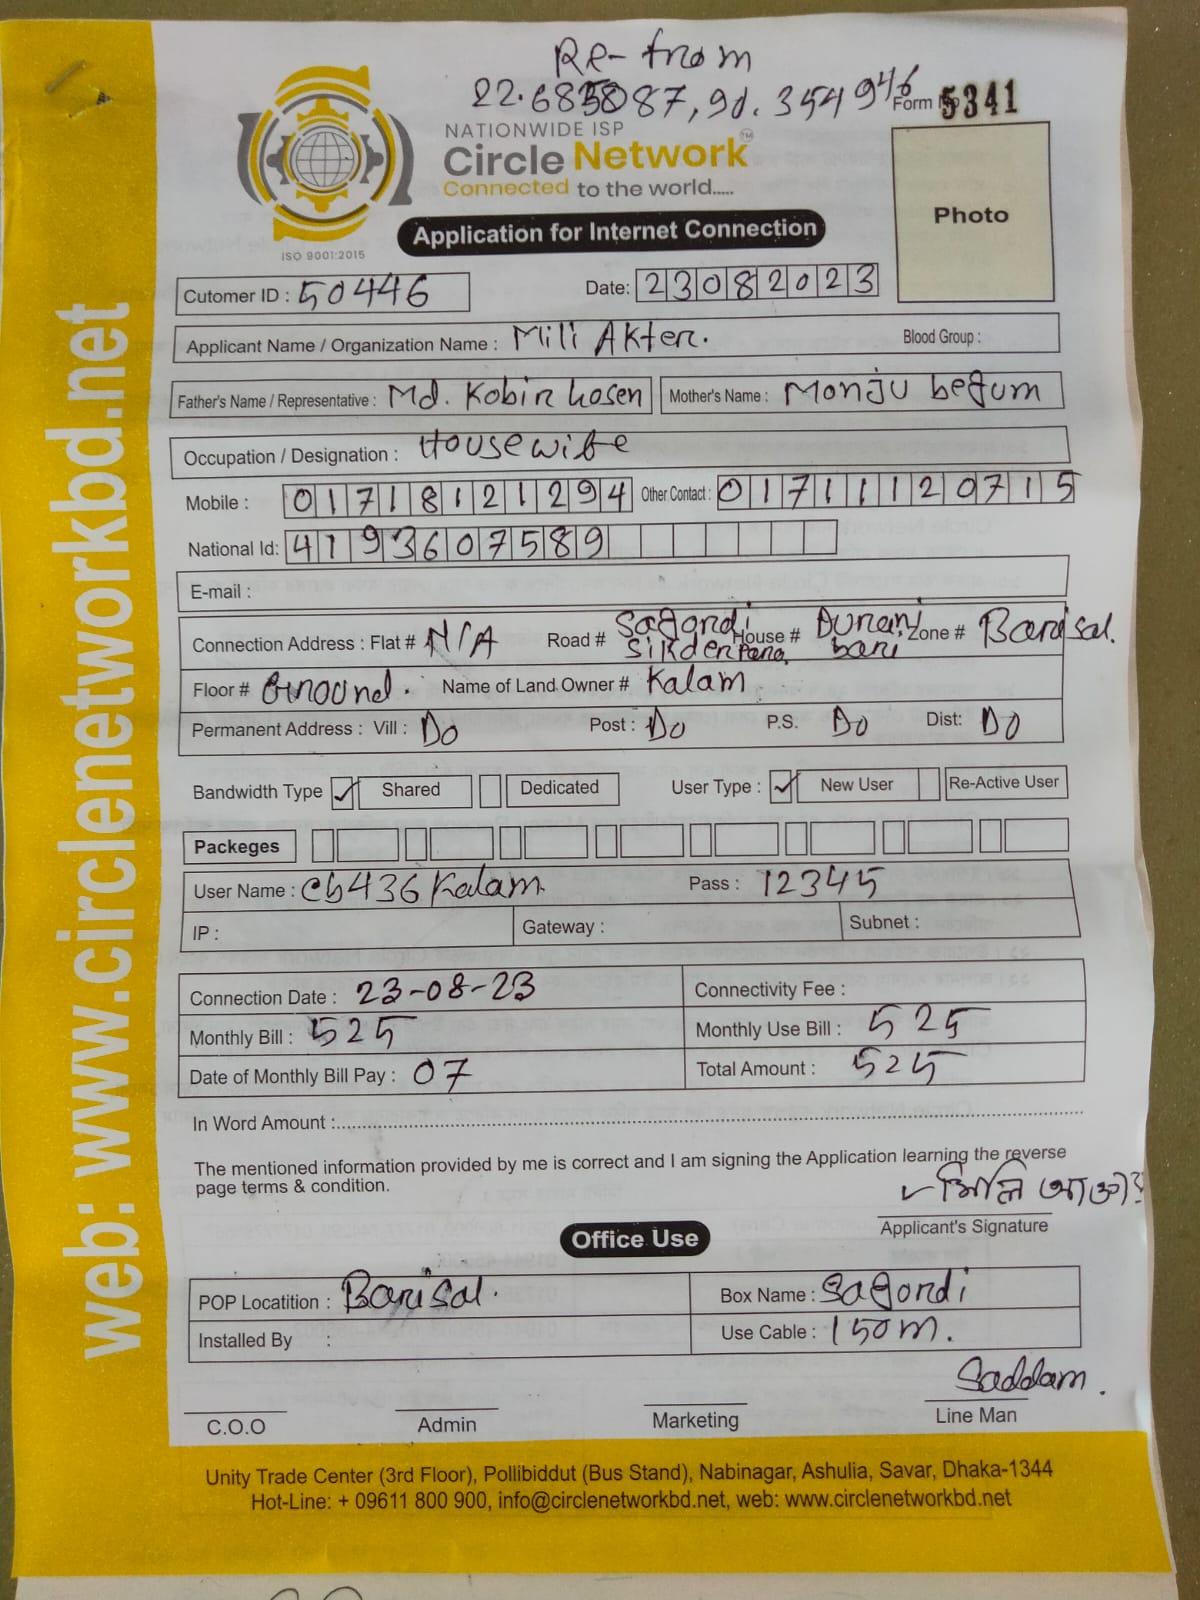 Re-from
22.685087, 90.354946
Form No 5341
NATIONWIDE ISP
Circle Network™
Connected to the world.....
ISO 9001:2015
Application for Internet Connection
Photo
Cutomer ID : 50446 Date: 23082023
Applicant Name / Organization Name : Mili Akter. Blood Group :
Father's Name / Representative : Md. Kobir hosen Mother's Name : Monju begum
Occupation / Designation : Housewife
Mobile : 01718121294 Other Contact : 01711120715
National Id: 4193607589
E-mail :
Connection Address : Flat # N/A Road # Sagordi Sikder Para House # Durani bari Zone # Barisal.
Floor # Ground. Name of Land Owner # Kalam
Permanent Address : Vill : Do Post : Do P.S. Do Dist: Do
Bandwidth Type ✓ Shared Dedicated User Type : ✓ New User Re-Active User
Packeges
User Name : cb436Kalam Pass : 12345
IP : Gateway : Subnet :
Connection Date : 23-08-23 Connectivity Fee :
Monthly Bill : 525 Monthly Use Bill : 525
Date of Monthly Bill Pay : 07 Total Amount : 525
In Word Amount :
The mentioned information provided by me is correct and I am signing the Application learning the reverse
page terms & condition.
মিলি আক্তার
Applicant's Signature
Office Use
POP Locatition : Barisal. Box Name : Sagordi
Installed By : Use Cable : 150m.
Saddam.
C.O.O Admin Marketing Line Man
Unity Trade Center (3rd Floor), Pollibiddut (Bus Stand), Nabinagar, Ashulia, Savar, Dhaka-1344
Hot-Line: + 09611 800 900, info@circlenetworkbd.net, web: www.circlenetworkbd.net
web: www.circlenetworkbd.net